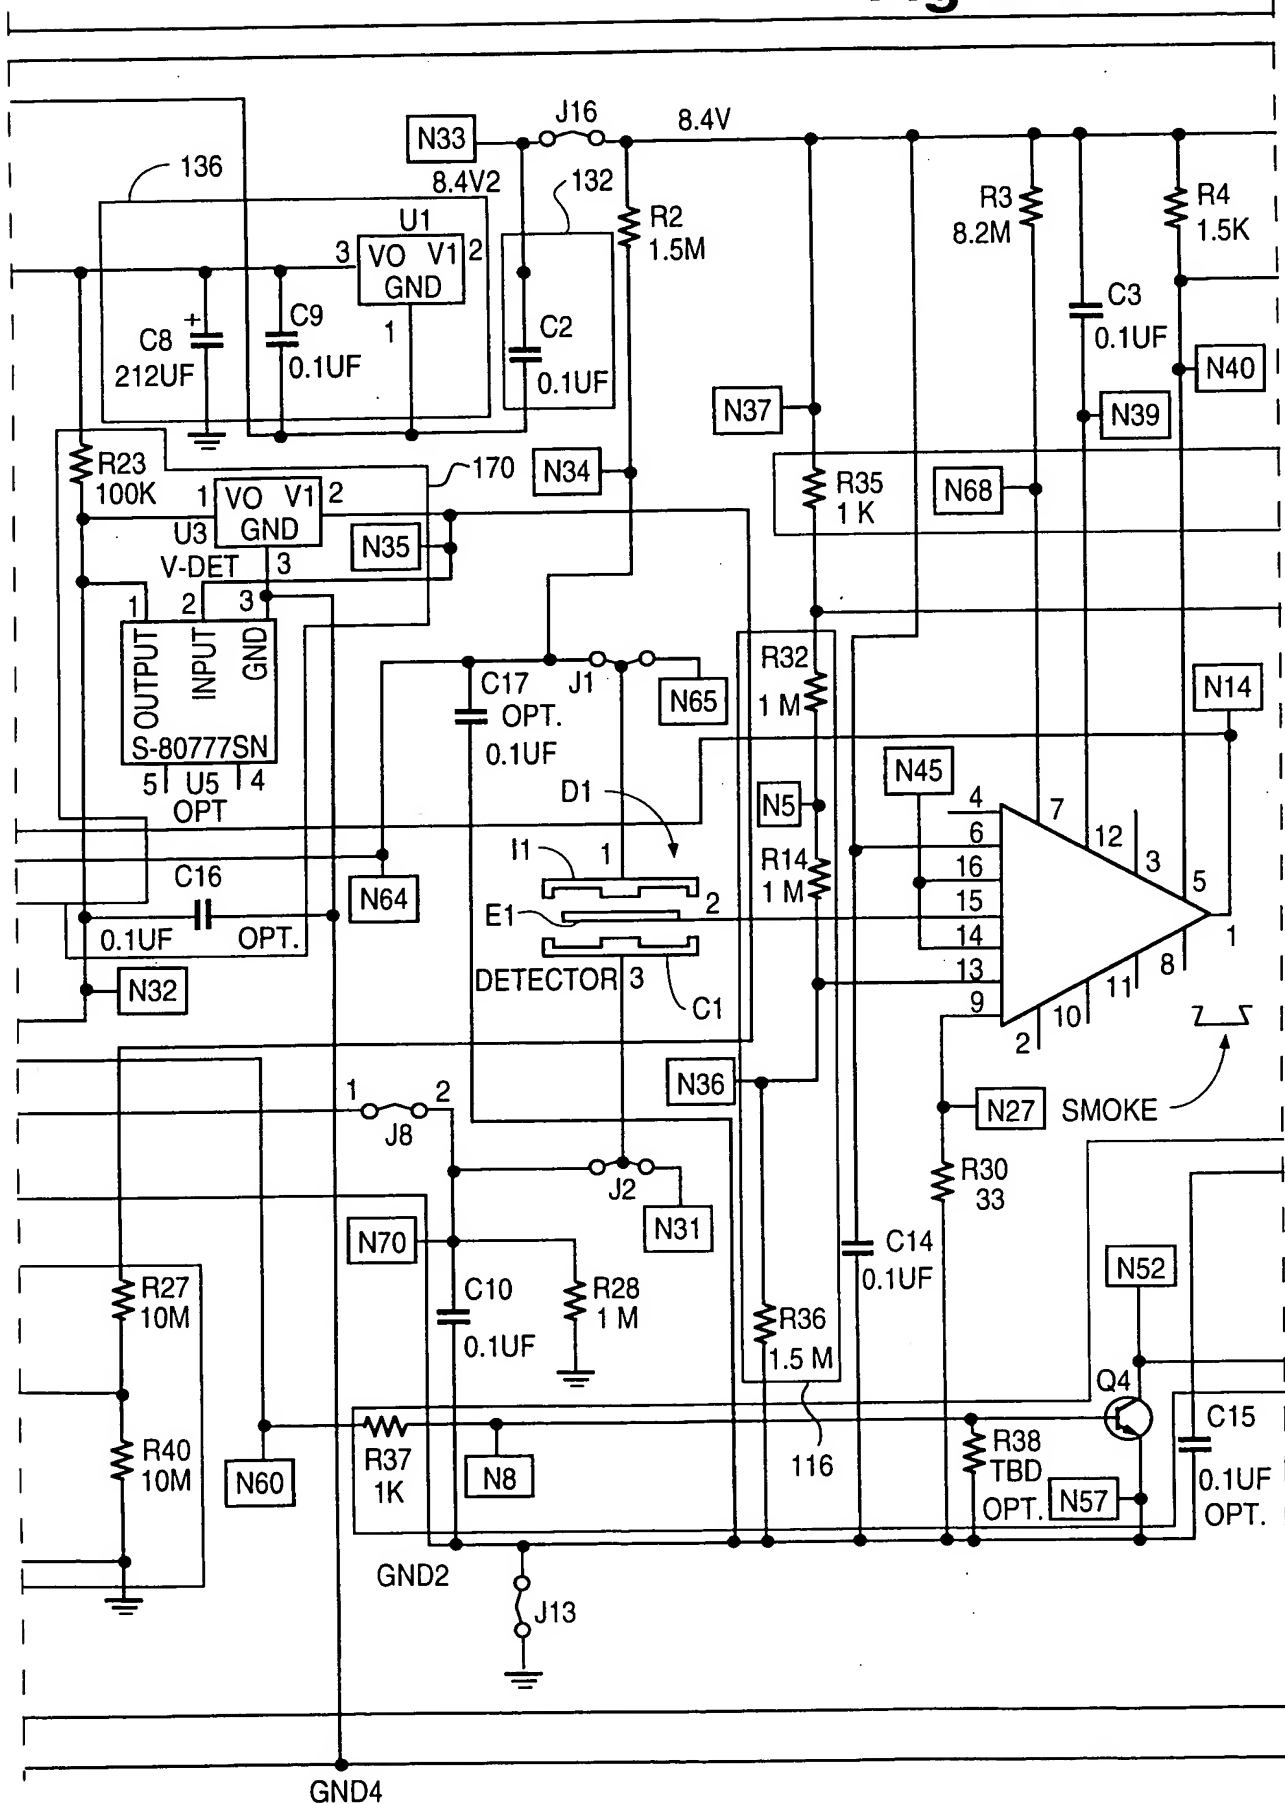 J16
8.4V
N33
136
8.4V2
132
R3
8.2M
R4
1.5K
U1
3 VO V1 2
GND
1
R2
1.5M
C9
0.1UF
+
C8
212UF
C2
0.1UF
C3
0.1UF
N40
N37
N39
R23
100K
170
N34
1 VO V1 2
U3 GND
V-DET 3
N35
R35
1 K
N68
1 2 3
OUTPUT
INPUT
GND
S-80777SN
5 U5 4
OPT
C17
OPT.
0.1UF
J1
N65
R32
1 M
N14
N45
D1
N5
4
6
16
15
14
13
9
7
12
3
5
1
8
11
10
2
C16
0.1UF
OPT.
N64
I1
1
E1
2
R14
1 M
DETECTOR 3
C1
N32
N36
N27
SMOKE
1 2
J8
R30
33
J2
N31
N70
C14
0.1UF
N52
R27
10M
C10
0.1UF
R28
1 M
R36
1.5 M
Q4
R40
10M
N60
R37
1K
N8
116
R38
TBD
OPT.
N57
C15
0.1UF
OPT.
GND2
J13
GND4